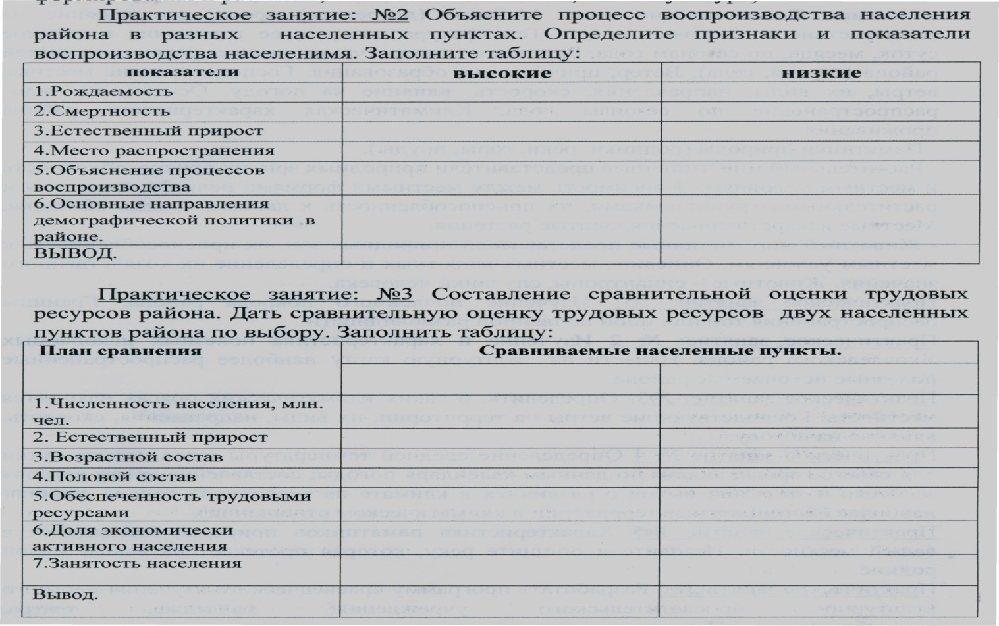 Практическое занятие: №2 Объясните процесс воспроизводства населения
района в разных населенных пунктах. Определите признаки и показатели
воспроизводства населенимя. Заполните таблицу:
показатели высокие низкие
1.Рождаемость
2.Смертногсть
3.Естественный прирост
4.Место распространения
5.Объяснение процессов
воспроизводства
6.Основные направления
демографической политики в
районе.
ВЫВОД.
Практическое занятие: №3 Составление сравнительной оценки трудовых
ресурсов района. Дать сравнительную оценку трудовых ресурсов двух населенных
пунктов района по выбору. Заполнить таблицу:
План сравнения Сравниваемые населенные пункты.
1.Численность населения, млн.
чел.
2. Естественный прирост
3.Возрастной состав
4.Половой состав
5.Обеспеченность трудовыми
ресурсами
6.Доля экономически
активного населения
7.Занятость населения
Вывод.